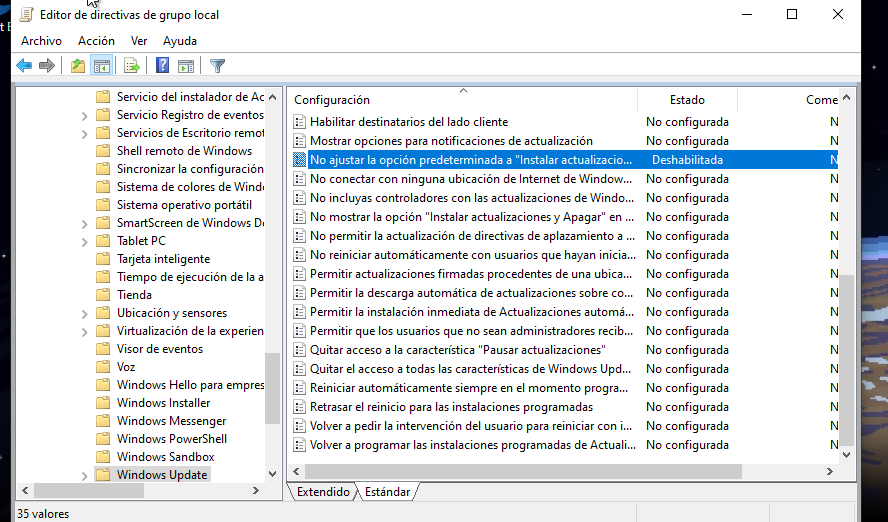 Editor de directivas de grupo local
Archivo Acción Ver Ayuda
Servicio del instalador de Ac
Servicio Registro de eventos
Servicios de Escritorio remot
Shell remoto de Windows
Sincronizar la configuración
Sistema de colores de Windo
Sistema operativo portátil
SmartScreen de Windows De
Tablet PC
Tarjeta inteligente
Tiempo de ejecución de la a
Tienda
Ubicación y sensores
Virtualización de la experien
Visor de eventos
Voz
Windows Hello para empres
Windows Installer
Windows Messenger
Windows PowerShell
Windows Sandbox
Windows Update
Configuración Estado Come
Habilitar destinatarios del lado cliente No configurada N
Mostrar opciones para notificaciones de actualización No configurada N
No ajustar la opción predeterminada a "Instalar actualizacio... Deshabilitada N
No conectar con ninguna ubicación de Internet de Window... No configurada N
No incluyas controladores con las actualizaciones de Windo... No configurada N
No mostrar la opción "Instalar actualizaciones y Apagar" en ... No configurada N
No permitir la actualización de directivas de aplazamiento a ... No configurada N
No reiniciar automáticamente con usuarios que hayan inicia... No configurada N
Permitir actualizaciones firmadas procedentes de una ubica... No configurada N
Permitir la descarga automática de actualizaciones sobre co... No configurada N
Permitir la instalación inmediata de Actualizaciones automá... No configurada N
Permitir que los usuarios que no sean administradores recib... No configurada N
Quitar acceso a la característica "Pausar actualizaciones" No configurada N
Quitar el acceso a todas las características de Windows Upd... No configurada N
Reiniciar automáticamente siempre en el momento progra... No configurada N
Retrasar el reinicio para las instalaciones programadas No configurada N
Volver a pedir la intervención del usuario para reiniciar con i... No configurada N
Volver a programar las instalaciones programadas de Actuali... No configurada N
Extendido Estándar
35 valores